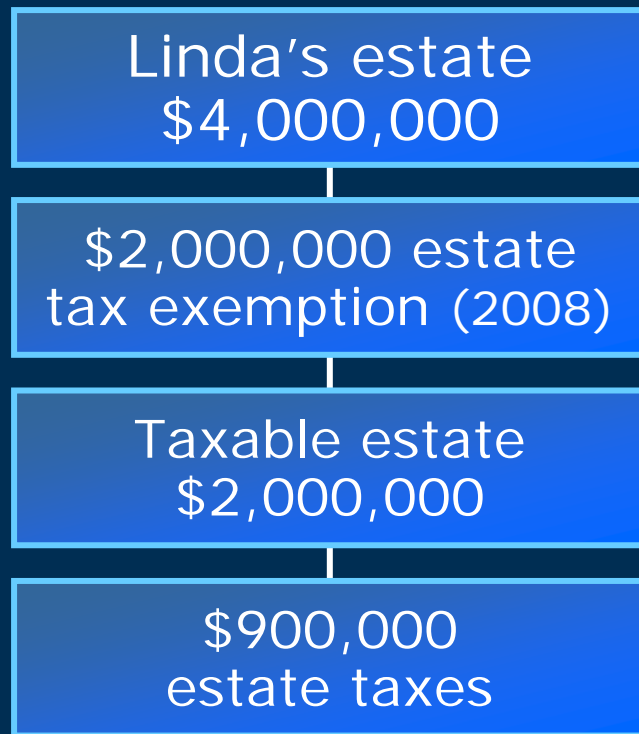 Linda's estate
$4,000,000
$2,000,000 estate
tax exemption (2008)
Taxable estate
$2,000,000
$900,000
estate taxes